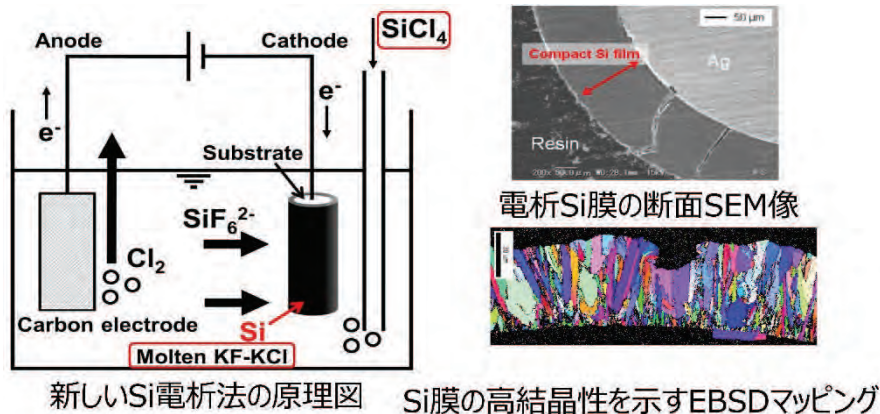 Anode
Cathode
SiCl4
e-
e-
Substrate
SiF6 2-
Cl2
Carbon electrode
Si
Molten KF-KCl
新しいSi電析法の原理図
50 μm
Compact Si film
Ag
Resin
電析Si膜の断面SEM像
Si膜の高結晶性を示すEBSDマッピング